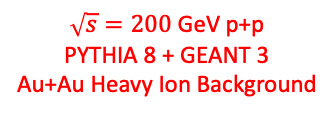 √s = 200 GeV p+p
PYTHIA 8 + GEANT 3
Au+Au Heavy Ion Background